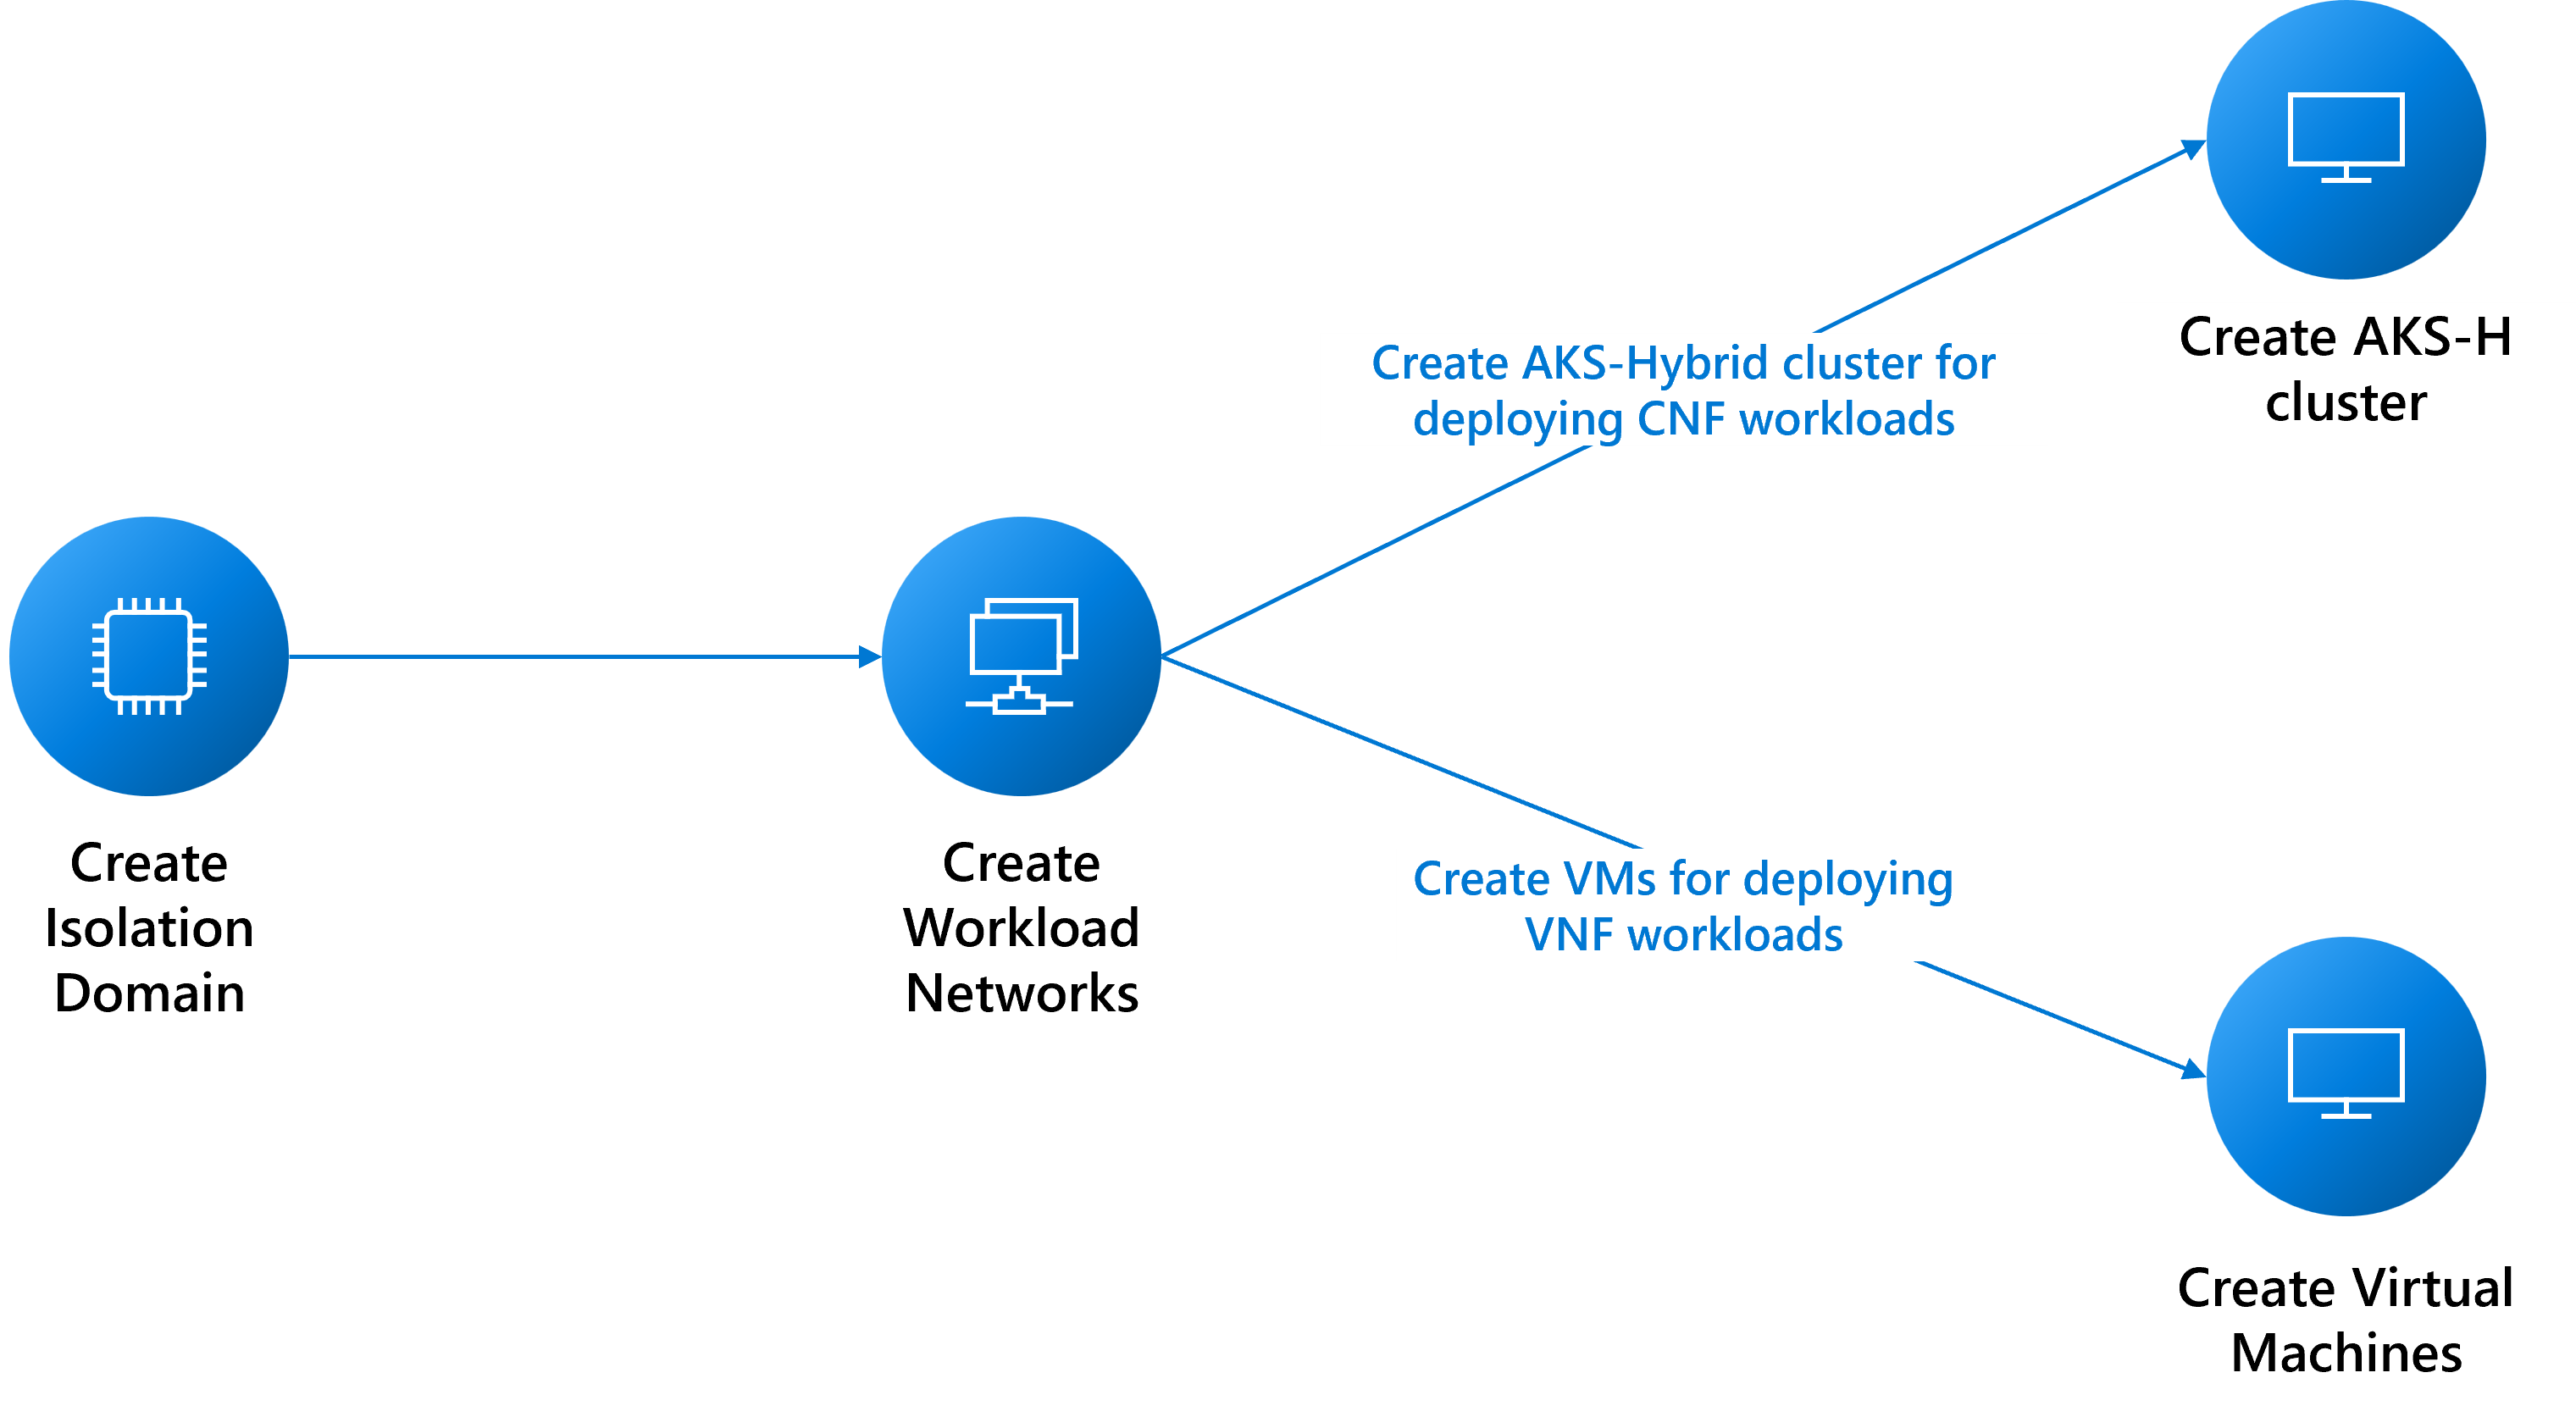 Create
Isolation
Domain
Create
Workload
Networks
Create AKS-Hybrid cluster for
deploying CNF workloads
Create AKS-H
cluster
Create VMs for deploying
VNF workloads
Create Virtual
Machines